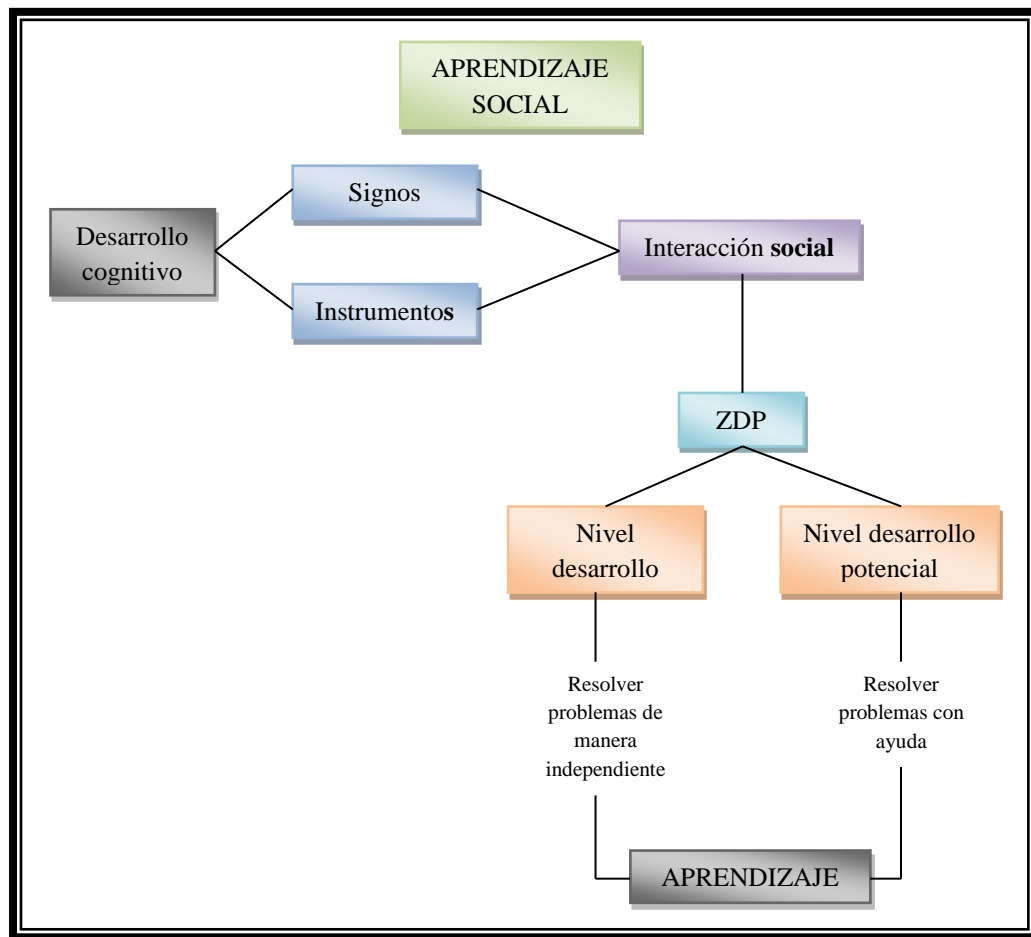 APRENDIZAJE
SOCIAL
Signos
Desarrollo
cognitivo
Interacción social
Instrumentos
ZDP
Nivel
desarrollo
Nivel desarrollo
potencial
Resolver
problemas de
manera
independiente
Resolver
problemas con
ayuda
APRENDIZAJE